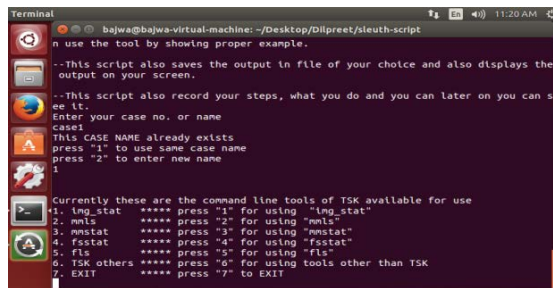 Terminal
En
11:20 AM
bajwa@bajwa-virtual-machine: ~/Desktop/Dilpreet/sleuth-script
n use the tool by showing proper example.
--This script also saves the output in file of your choice and also displays the
output on your screen.
--This script also record your steps, what you do and you can later on you can s
ee it.
Enter your case no. or name
case1
This CASE NAME already exists
press "1" to use same case name
press "2" to enter new name
1
Currently these are the command line tools of TSK available for use
1. img_stat ***** press "1" for using "img_stat"
2. mmls ***** press "2" for using "mmls"
3. mmstat ***** press "3" for using "mmstat"
4. fsstat ***** press "4" for using "fsstat"
5. fls ***** press "5" for using "fls"
6. TSK others ***** press "6" for using tools other than TSK
7. EXIT ***** press "7" to EXIT